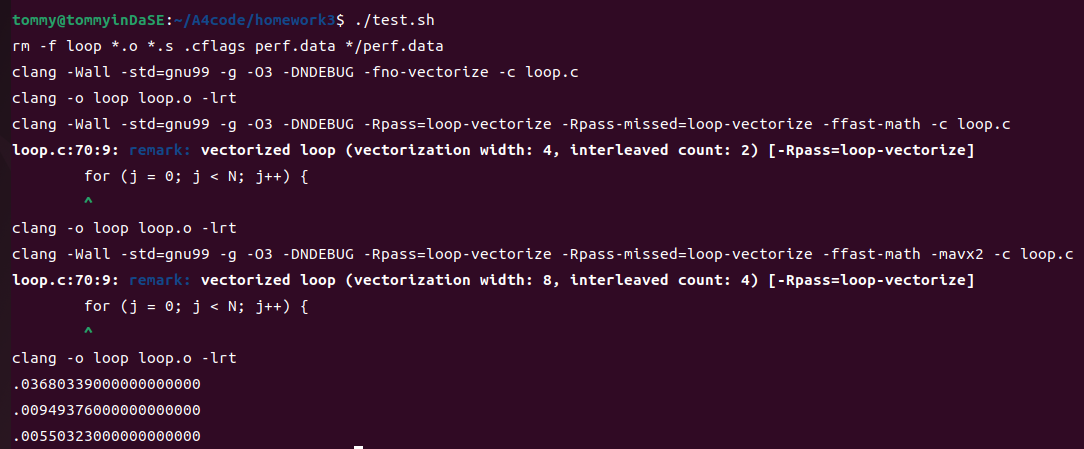 tommy@tommyinDaSE:~/A4code/homework3$ ./test.sh
rm -f loop *.o *.s .cflags perf.data */perf.data
clang -Wall -std=gnu99 -g -O3 -DNDEBUG -fno-vectorize -c loop.c
clang -o loop loop.o -lrt
clang -Wall -std=gnu99 -g -O3 -DNDEBUG -Rpass=loop-vectorize -Rpass-missed=loop-vectorize -ffast-math -c loop.c
loop.c:70:9: remark: vectorized loop (vectorization width: 4, interleaved count: 2) [-Rpass=loop-vectorize]
        for (j = 0; j < N; j++) {
        ^
clang -o loop loop.o -lrt
clang -Wall -std=gnu99 -g -O3 -DNDEBUG -Rpass=loop-vectorize -Rpass-missed=loop-vectorize -ffast-math -mavx2 -c loop.c
loop.c:70:9: remark: vectorized loop (vectorization width: 8, interleaved count: 4) [-Rpass=loop-vectorize]
        for (j = 0; j < N; j++) {
        ^
clang -o loop loop.o -lrt
.03680339000000000000
.00949376000000000000
.00550323000000000000